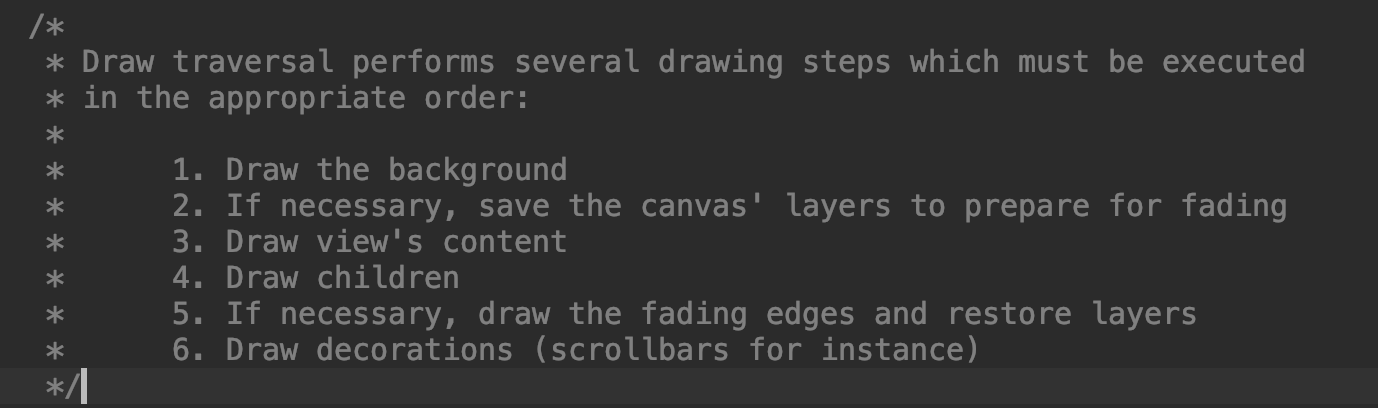 /*
* Draw traversal performs several drawing steps which must be executed
* in the appropriate order:
*
*      1. Draw the background
*      2. If necessary, save the canvas' layers to prepare for fading
*      3. Draw view's content
*      4. Draw children
*      5. If necessary, draw the fading edges and restore layers
*      6. Draw decorations (scrollbars for instance)
*/